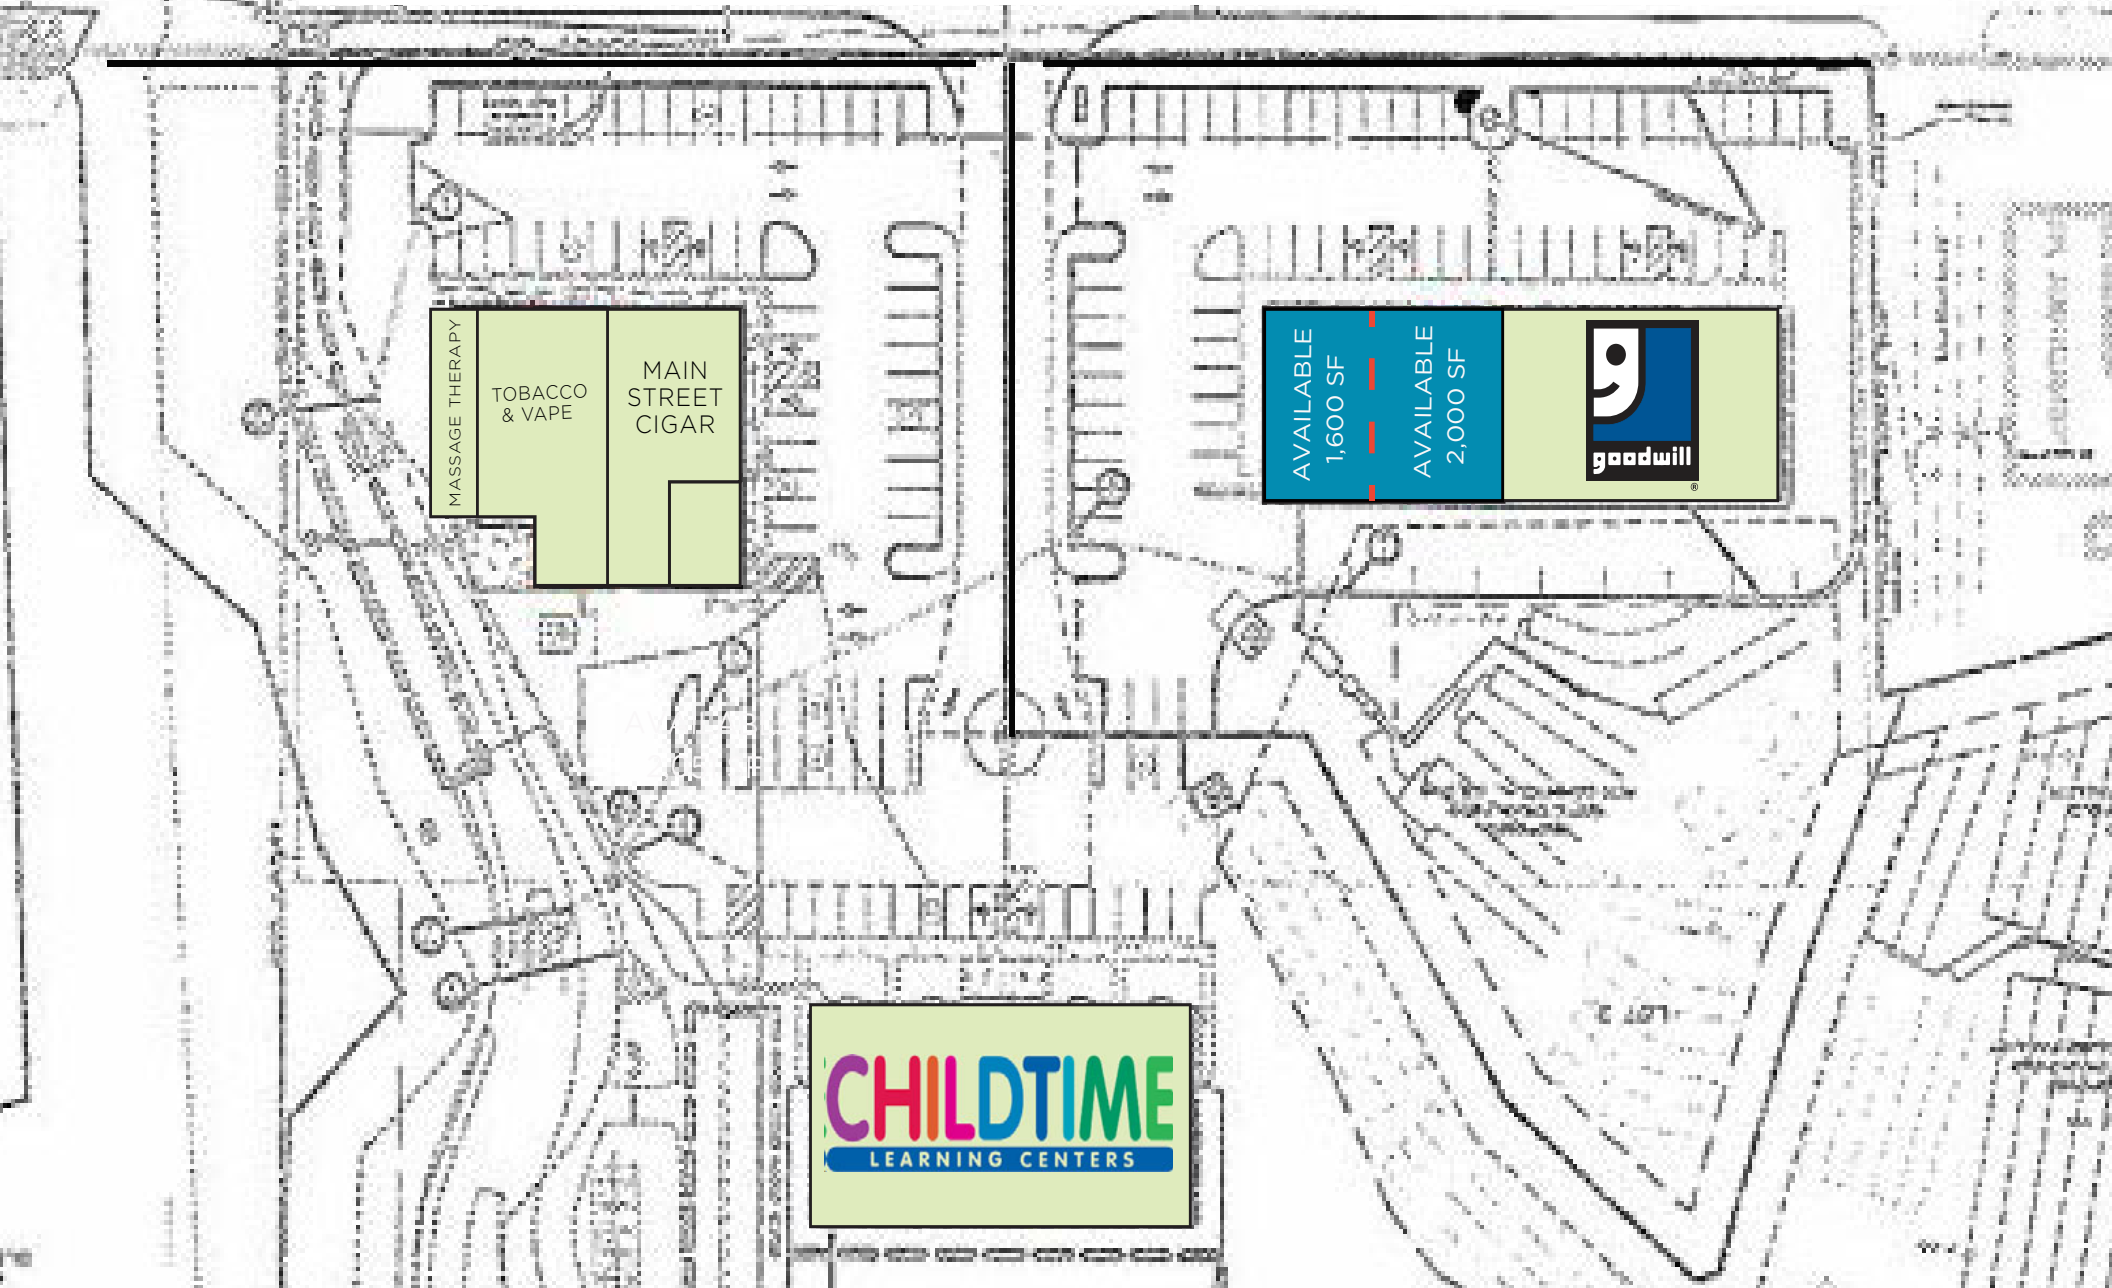 MASSAGE THERAPY
TOBACCO
& VAPE
MAIN
STREET
CIGAR
AVAILABLE
1,600 SF
AVAILABLE
2,000 SF
goodwill
®
CHILDTIME
LEARNING CENTERS